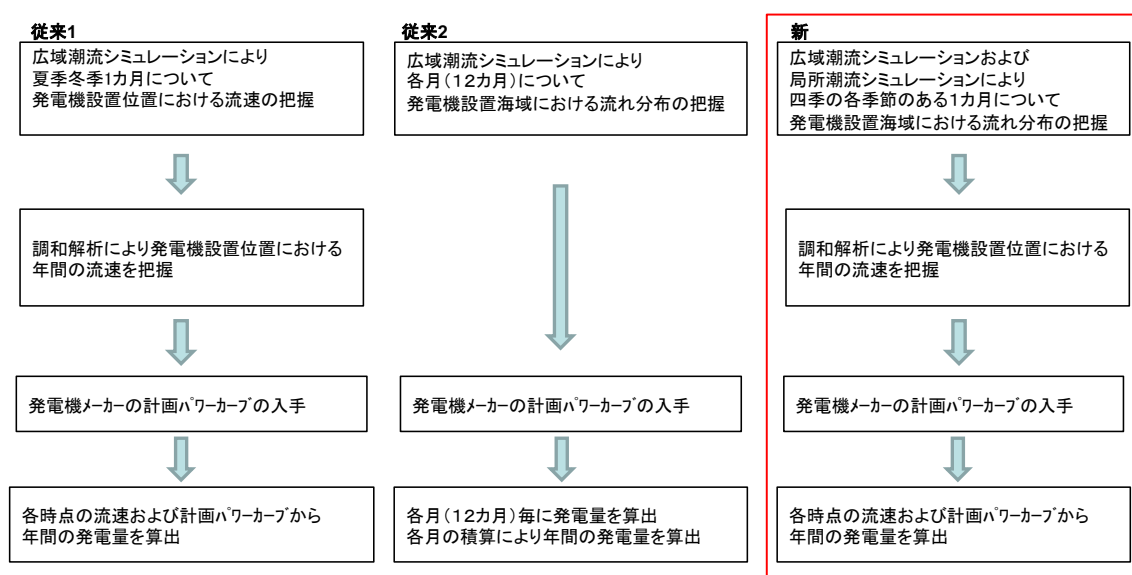 従来1
広域潮流シミュレーションにより
夏季冬季1カ月について
発電機設置位置における流速の把握
調和解析により発電機設置位置における
年間の流速を把握
発電機ﾒｰｶｰの計画ﾊﾟﾜｰｶｰﾌﾞの入手
各時点の流速および計画ﾊﾟﾜｰｶｰﾌﾞから
年間の発電量を算出
従来2
広域潮流シミュレーションにより
各月(12カ月)について
発電機設置海域における流れ分布の把握
発電機ﾒｰｶｰの計画ﾊﾟﾜｰｶｰﾌﾞの入手
各月(12カ月)毎に発電量を算出
各月の積算により年間の発電量を算出
新
広域潮流シミュレーションおよび
局所潮流シミュレーションにより
四季の各季節のある1カ月について
発電機設置海域における流れ分布の把握
調和解析により発電機設置位置における
年間の流速を把握
発電機ﾒｰｶｰの計画ﾊﾟﾜｰｶｰﾌﾞの入手
各時点の流速および計画ﾊﾟﾜｰｶｰﾌﾞから
年間の発電量を算出